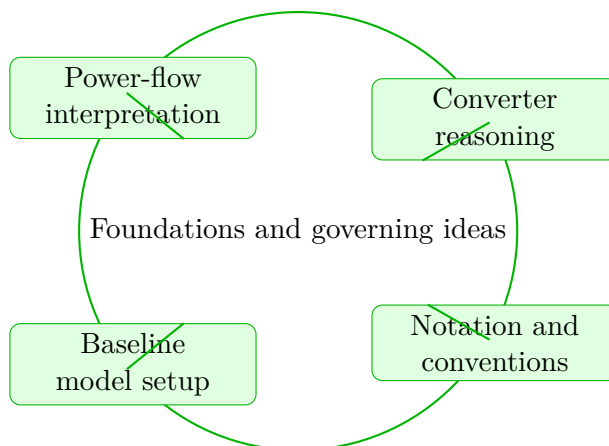 Power-flow
interpretation
Converter
reasoning
Foundations and governing ideas
Baseline
model setup
Notation and
conventions